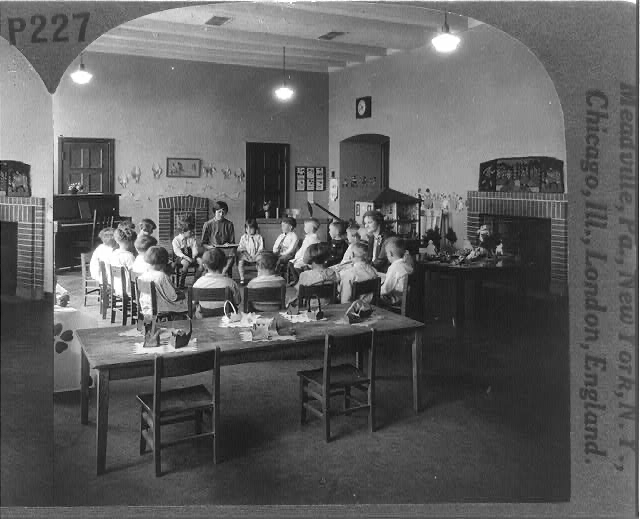 P227
Meadville, Pa., New York, N.Y.,
Chicago, Ill., London, England.